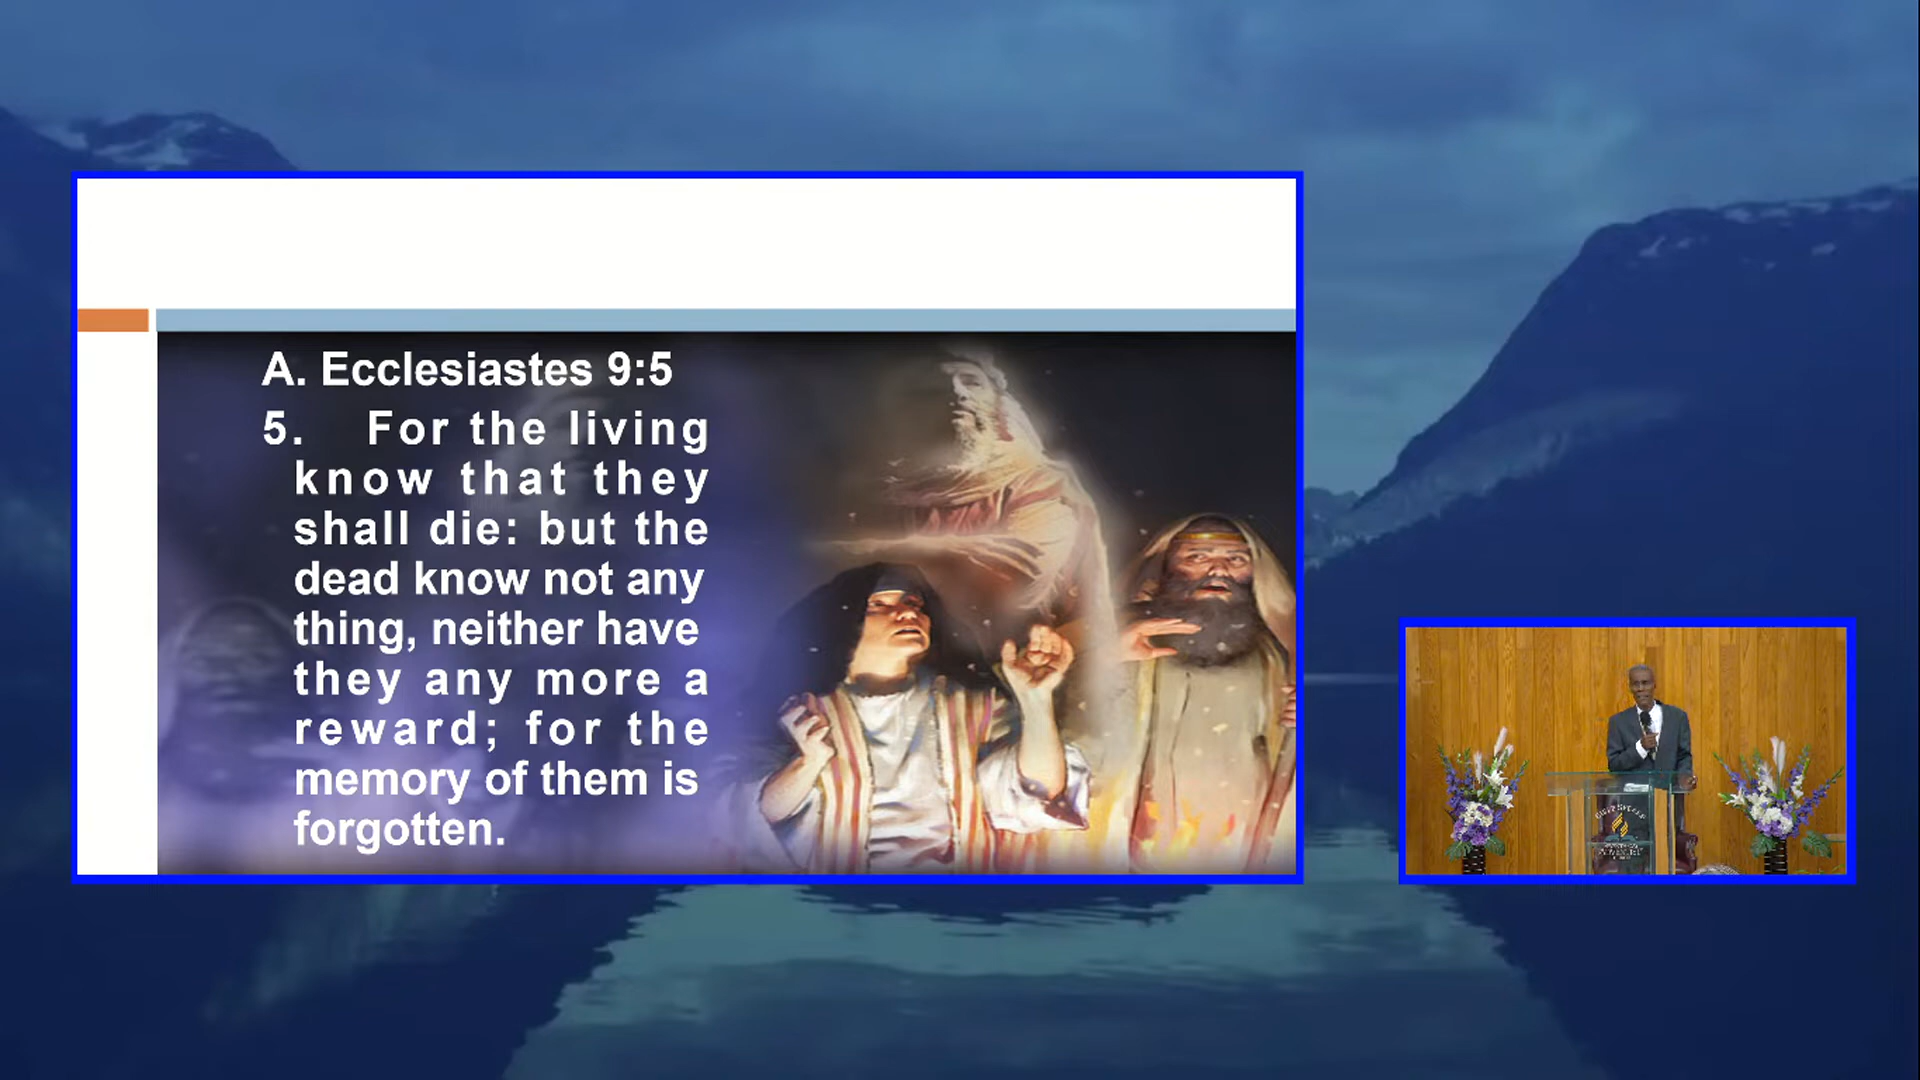 A. Ecclesiastes 9:5
5. For the living
know that they
shall die: but the
dead know not any
thing, neither have
they any more a
reward; for the
memory of them is
forgotten.